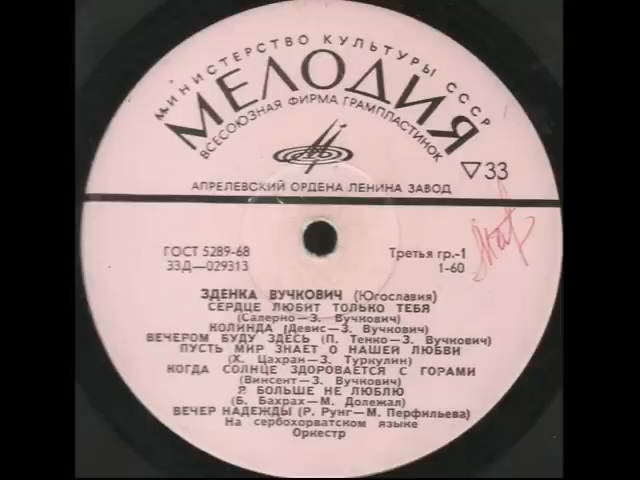 МИНИСТЕРСТВО КУЛЬТУРЫ СССР
МЕЛОДИЯ
ВСЕСОЮЗНАЯ ФИРМА ГРАМПЛАСТИНОК
▽33
АПРЕЛЕВСКИЙ ОРДЕНА ЛЕНИНА ЗАВОД
ГОСТ 5289-68
Третья гр.-1
33Д—029313
1-60
ЗДЕНКА ВУЧКОВИЧ (Югославия)
СЕРДЦЕ ЛЮБИТ ТОЛЬКО ТЕБЯ
(Салерно—З. Вучкович)
КОЛИНДА (Девис—З. Вучкович)
ВЕЧЕРОМ БУДУ ЗДЕСЬ (П. Тенко—З. Вучкович)
ПУСТЬ МИР ЗНАЕТ О НАШЕЙ ЛЮБВИ
(Х. Цахран—З. Туркулин)
КОГДА СОЛНЦЕ ЗДОРОВАЕТСЯ С ГОРАМИ
(Винсент—З. Вучкович)
Я БОЛЬШЕ НЕ ЛЮБЛЮ
(Б. Бахрах—М. Долежал)
ВЕЧЕР НАДЕЖДЫ (Р. Рунг—М. Перфильева)
На сербохорватском языке
Оркестр